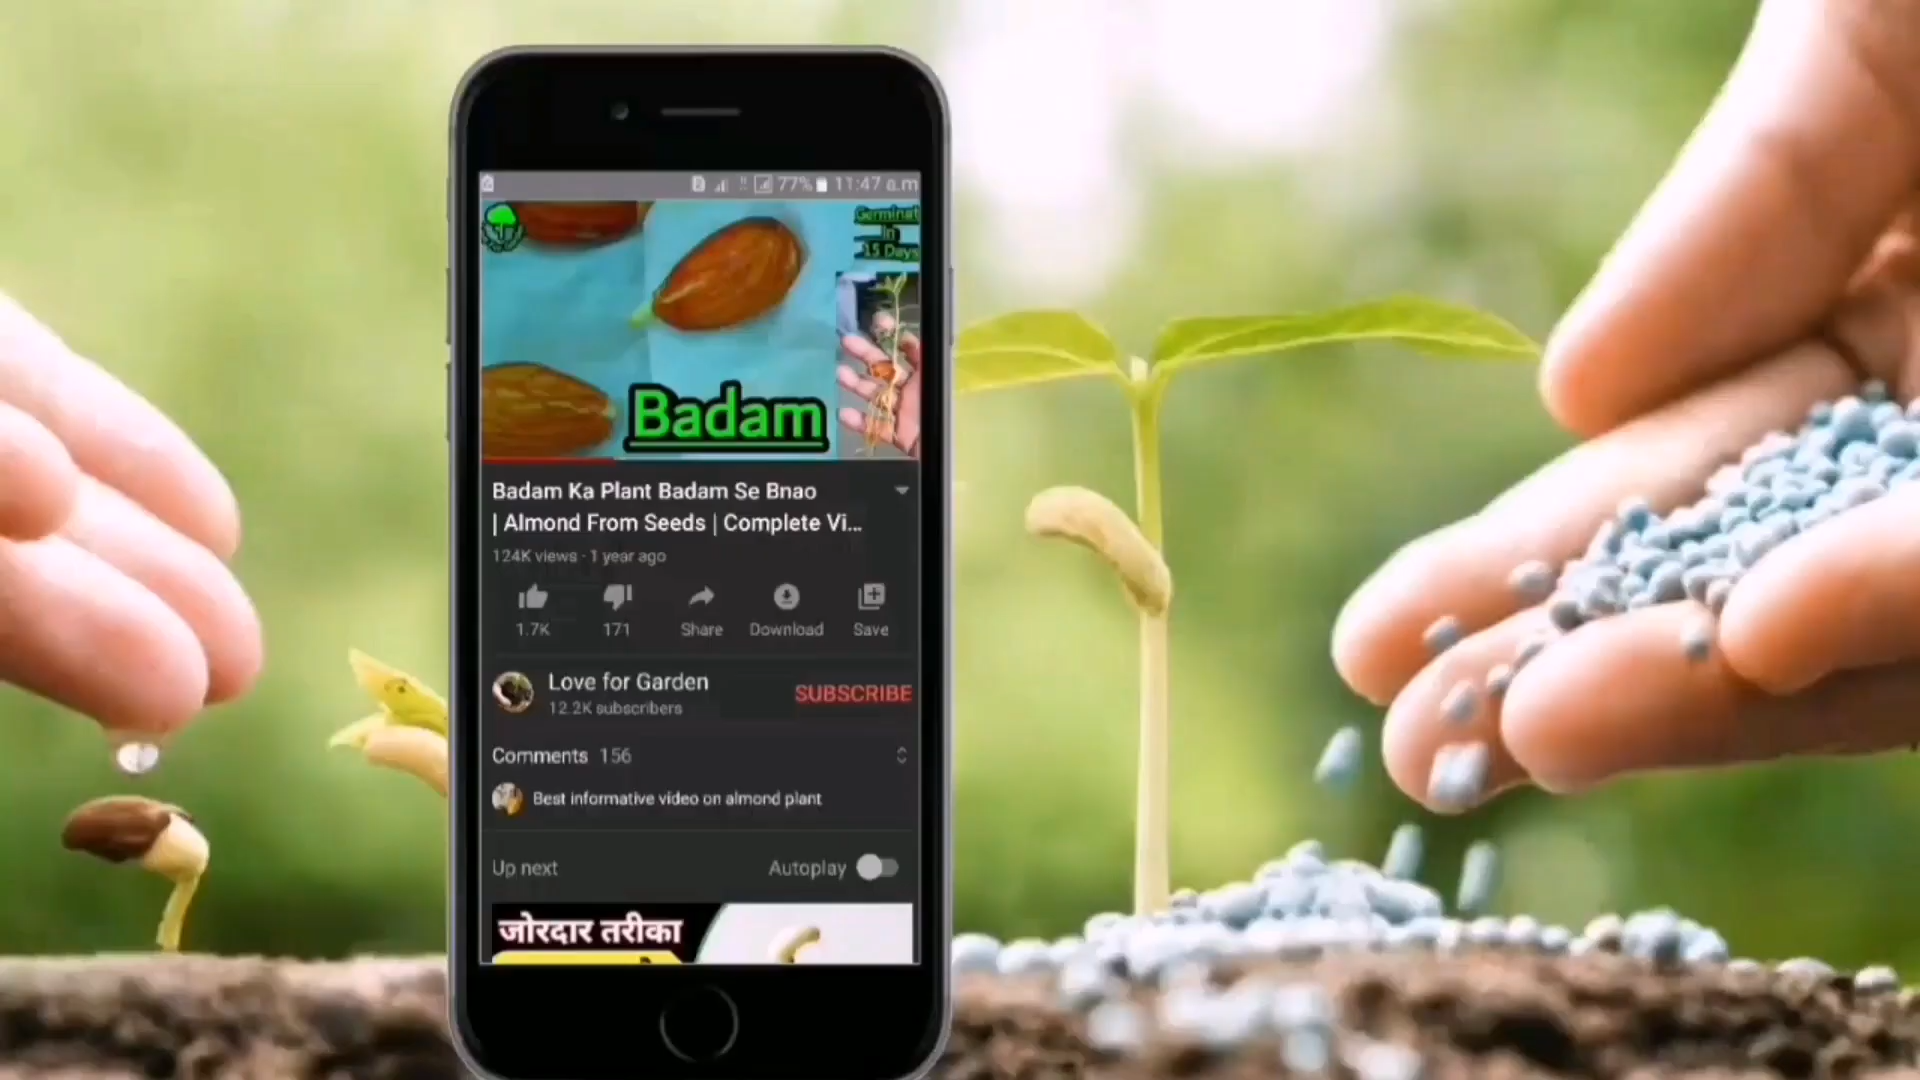 77% 11:47 a.m
Germinat
in
15 Days
Badam
Badam Ka Plant Badam Se Bnao
| Almond From Seeds | Complete Vi...
124K views · 1 year ago
1.7K 171 Share Download Save
Love for Garden
SUBSCRIBE
12.2K subscribers
Comments 156
Best informative video on almond plant
Up next Autoplay
जोरदार तरीका